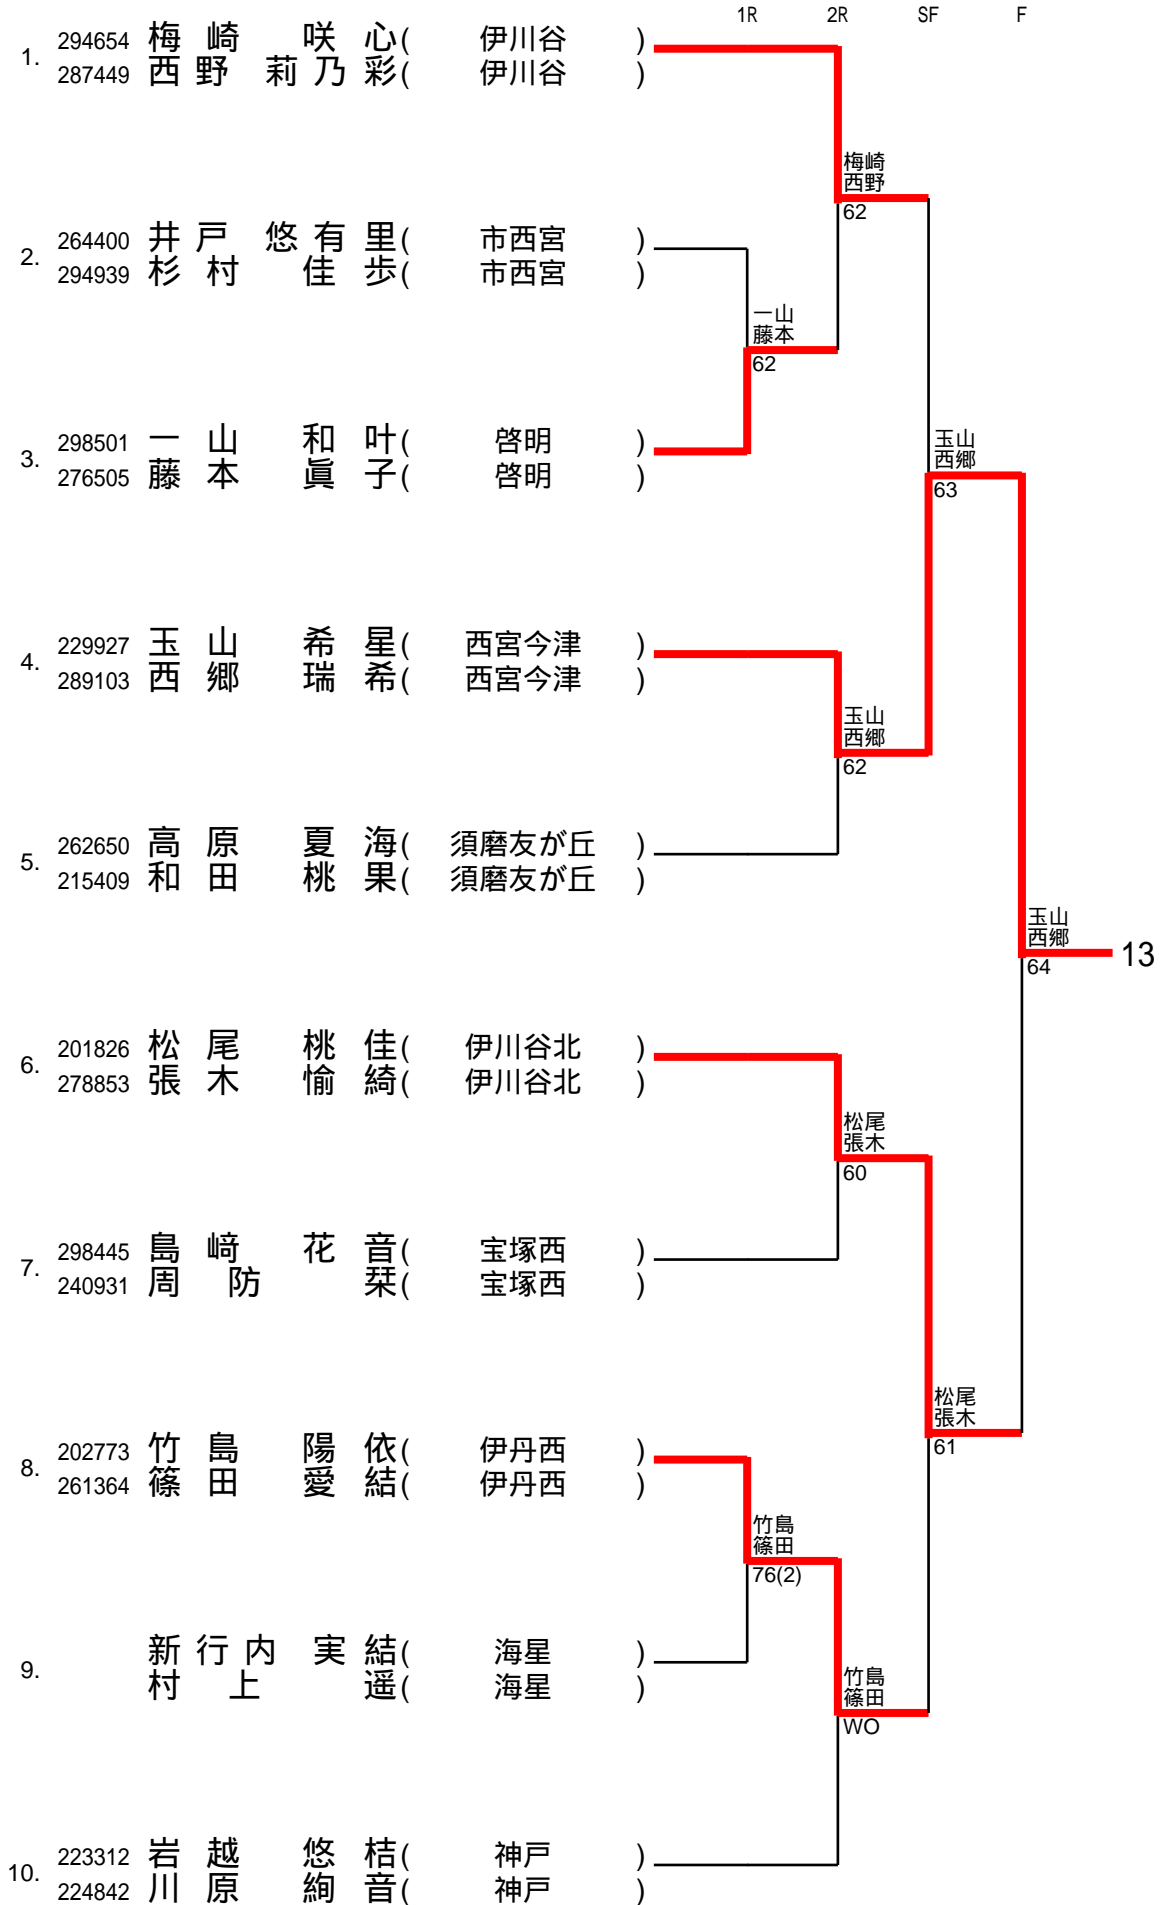 1R 2R SF F
1. 294654 梅崎 咲心( 伊川谷 )
287449 西野 莉乃彩( 伊川谷 )
梅崎
西野
62
2. 264400 井戸 悠有里( 市西宮 )
294939 杉村 佳歩( 市西宮 )
一山
藤本
62
3. 298501 一山 和叶( 啓明 )
276505 藤本 眞子( 啓明 )
玉山
西郷
63
4. 229927 玉山 希星( 西宮今津 )
289103 西郷 瑞希( 西宮今津 )
玉山
西郷
62
5. 262650 高原 夏海( 須磨友が丘 )
215409 和田 桃果( 須磨友が丘 )
玉山
西郷
64
13
6. 201826 松尾 桃佳( 伊川谷北 )
278853 張木 愉綺( 伊川谷北 )
松尾
張木
60
7. 298445 島﨑 花音( 宝塚西 )
240931 周防 栞( 宝塚西 )
松尾
張木
61
8. 202773 竹島 陽依( 伊丹西 )
261364 篠田 愛結( 伊丹西 )
竹島
篠田
76(2)
9. 新行内 実結( 海星 )
村上 遥( 海星 )
竹島
篠田
WO
10. 223312 岩越 悠桔( 神戸 )
224842 川原 絢音( 神戸 )